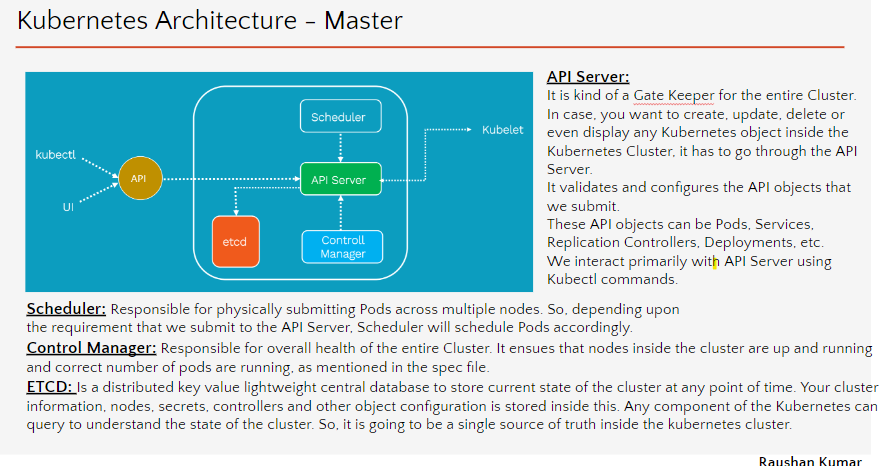 Kubernetes Architecture – Master
kubectl
UI
API
Scheduler
API Server
etcd
Controll
Manager
Kubelet
API Server:
It is kind of a Gate Keeper for the entire Cluster.
In case, you want to create, update, delete or
even display any Kubernetes object inside the
Kubernetes Cluster, it has to go through the API
Server.
It validates and configures the API objects that
we submit.
These API objects can be Pods, Services,
Replication Controllers, Deployments, etc.
We interact primarily with API Server using
Kubectl commands.
Scheduler: Responsible for physically submitting Pods across multiple nodes. So, depending upon
the requirement that we submit to the API Server, Scheduler will schedule Pods accordingly.
Control Manager: Responsible for overall health of the entire Cluster. It ensues that nodes inside the cluster are up and running
and correct number of pods are running, as mentioned in the spec file.
ETCD: Is a distributed key value lightweight central database to store current state of the cluster at any point of time. Your cluster
information, nodes, secrets, controllers and other object configuration is stored inside this. Any component of the Kubernetes can
query to understand the state of the cluster. So, it is going to be a single source of truth inside the kubernetes cluster.
Raushan Kumar